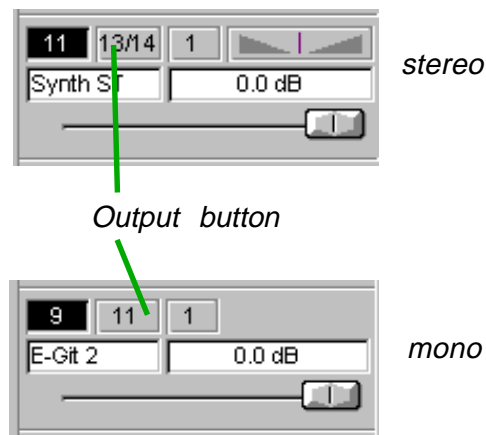 11 13/14 1
stereo
Synth ST 0.0 dB
Output button
9 11 1
mono
E-Git 2 0.0 dB